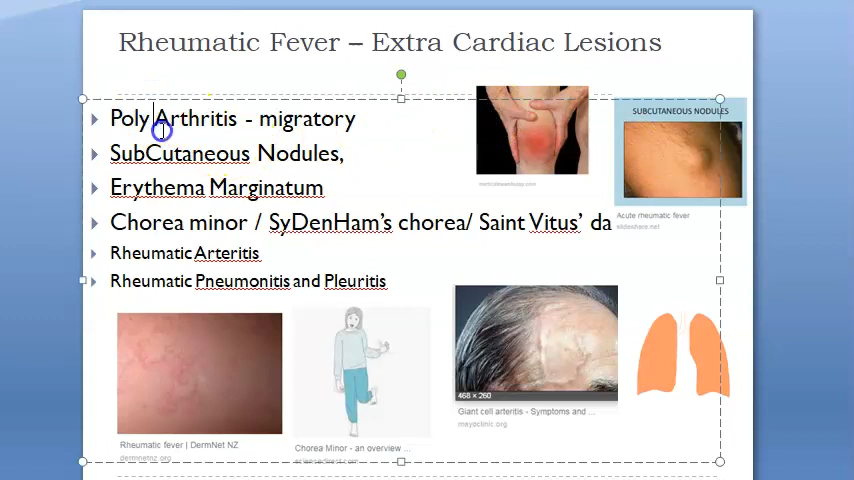 Rheumatic Fever – Extra Cardiac Lesions
Poly Arthritis - migratory
SubCutaneous Nodules,
Erythema Marginatum
Chorea minor / SyDenHam's chorea/ Saint Vitus' da
Rheumatic Arteritis
Rheumatic Pneumonitis and Pleuritis
SUBCUTANEOUS NODULES
Acute rheumatic fever
slideshare.net
468 × 260
Giant cell arteritis - Symptoms and ...
mayoclinic.org
Rheumatic fever | DermNet NZ
dermnetnz.org
Chorea Minor - an overview ...
sciencedirect.com